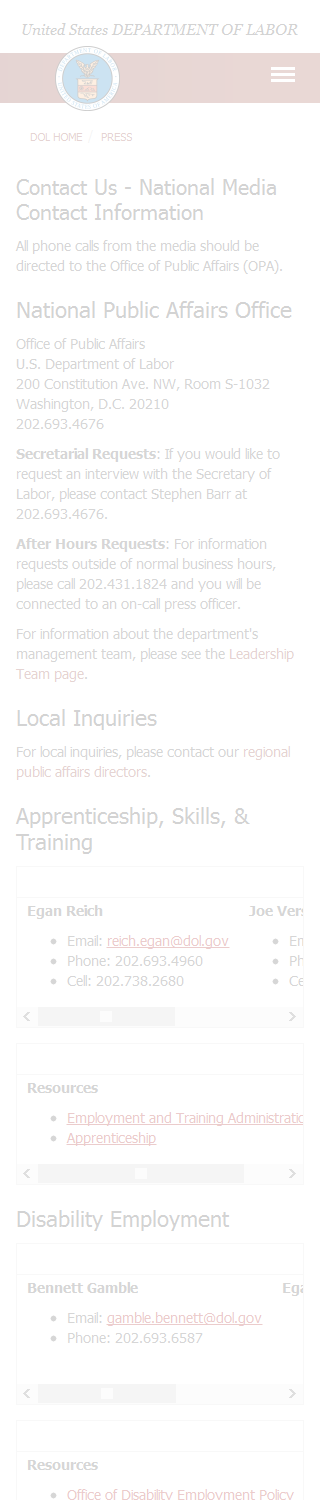 United States DEPARTMENT OF LABOR
DOL HOME / PRESS
Contact Us - National Media
Contact Information
All phone calls from the media should be
directed to the Office of Public Affairs (OPA).
National Public Affairs Office
Office of Public Affairs
U.S. Department of Labor
200 Constitution Ave. NW, Room S-1032
Washington, D.C. 20210
202.693.4676
Secretarial Requests: If you would like to
request an interview with the Secretary of
Labor, please contact Stephen Barr at
202.693.4676.
After Hours Requests: For information
requests outside of normal business hours,
please call 202.431.1824 and you will be
connected to an on-call press officer.
For information about the department's
management team, please see the Leadership
Team page.
Local Inquiries
For local inquiries, please contact our regional
public affairs directors.
Apprenticeship, Skills, &
Training
Egan Reich Joe Vers
Email: reich.egan@dol.gov Em
Phone: 202.693.4960 Ph
Cell: 202.738.2680 Ce
Resources
Employment and Training Administratio
Apprenticeship
Disability Employment
Bennett Gamble Ega
Email: gamble.bennett@dol.gov
Phone: 202.693.6587
Resources
Office of Disability Employment Policy